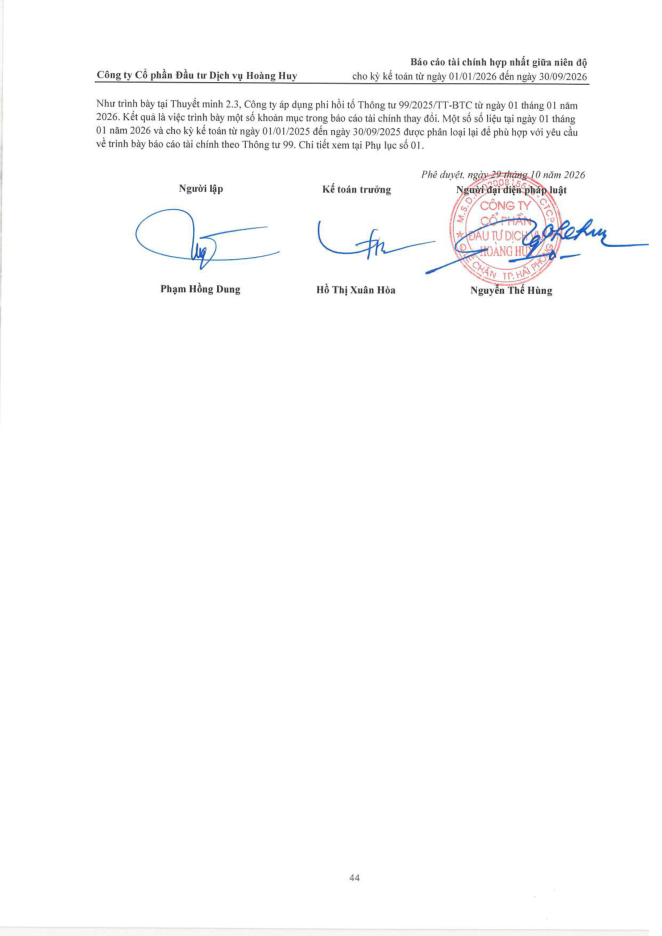 Báo cáo tài chính hợp nhất giữa niên độ
Công ty Cổ phần Đầu tư Dịch vụ Hoàng Huy
cho kỳ kế toán từ ngày 01/01/2026 đến ngày 30/09/2026
Như trình bày tại Thuyết minh 2.3, Công ty áp dụng phi hồi tố Thông tư 99/2025/TT-BTC từ ngày 01 tháng 01 năm
2026. Kết quả là việc trình bày một số khoản mục trong báo cáo tài chính thay đổi. Một số số liệu tại ngày 01 tháng
01 năm 2026 và cho kỳ kế toán từ ngày 01/01/2025 đến ngày 30/09/2025 được phân loại lại để phù hợp với yêu cầu
về trình bày báo cáo tài chính theo Thông tư 99. Chi tiết xem tại Phụ lục số 01.
Phê duyệt, ngày 29 tháng 10 năm 2026
Người lập Kế toán trưởng Người đại diện pháp luật
CÔNG TY
CỔ PHẦN
ĐẦU TƯ DỊCH
HOÀNG HUY
CHÂN TP. HẢI PHÒNG
Phạm Hồng Dung Hồ Thị Xuân Hòa Nguyễn Thế Hùng
44